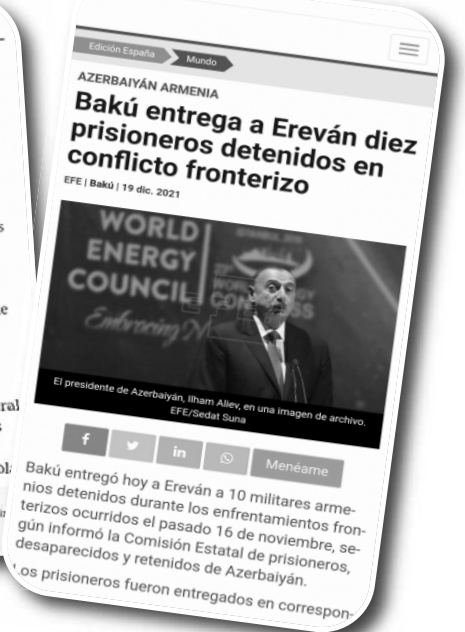 Edición España
Mundo
AZERBAIYÁN ARMENIA
Bakú entrega a Ereván diez
prisioneros detenidos en
conflicto fronterizo
EFE | Bakú | 19 dic. 2021
WORLD
ENERGY
COUNCIL
CONGRESS
Embracing
El presidente de Azerbaiyán, Ilham Aliev, en una imagen de archivo.
EFE/Sedat Suna
f
in
Menéame
Bakú entregó hoy a Ereván a 10 militares arme-
nios detenidos durante los enfrentamientos fron-
terizos ocurridos el pasado 16 de noviembre, se-
gún informó la Comisión Estatal de prisioneros,
desaparecidos y retenidos de Azerbaiyán.
Los prisioneros fueron entregados en correspon-